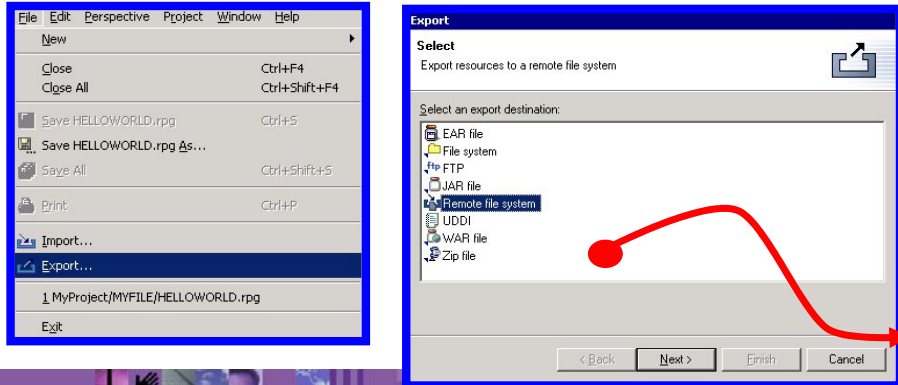 File Edit Perspective Project Window Help
New
Close Ctrl+F4
Close All Ctrl+Shift+F4
Save HELLOWORLD.rpg Ctrl+S
Save HELLOWORLD.rpg As...
Save All Ctrl+Shift+S
Print Ctrl+P
Import...
Export...
1 MyProject/MYFILE/HELLOWORLD.rpg
Exit
Export
Select
Export resources to a remote file system
Select an export destination:
EAR file
File system
ftp FTP
JAR file
Remote file system
UDDI
WAR file
Zip file
< Back Next > Finish Cancel